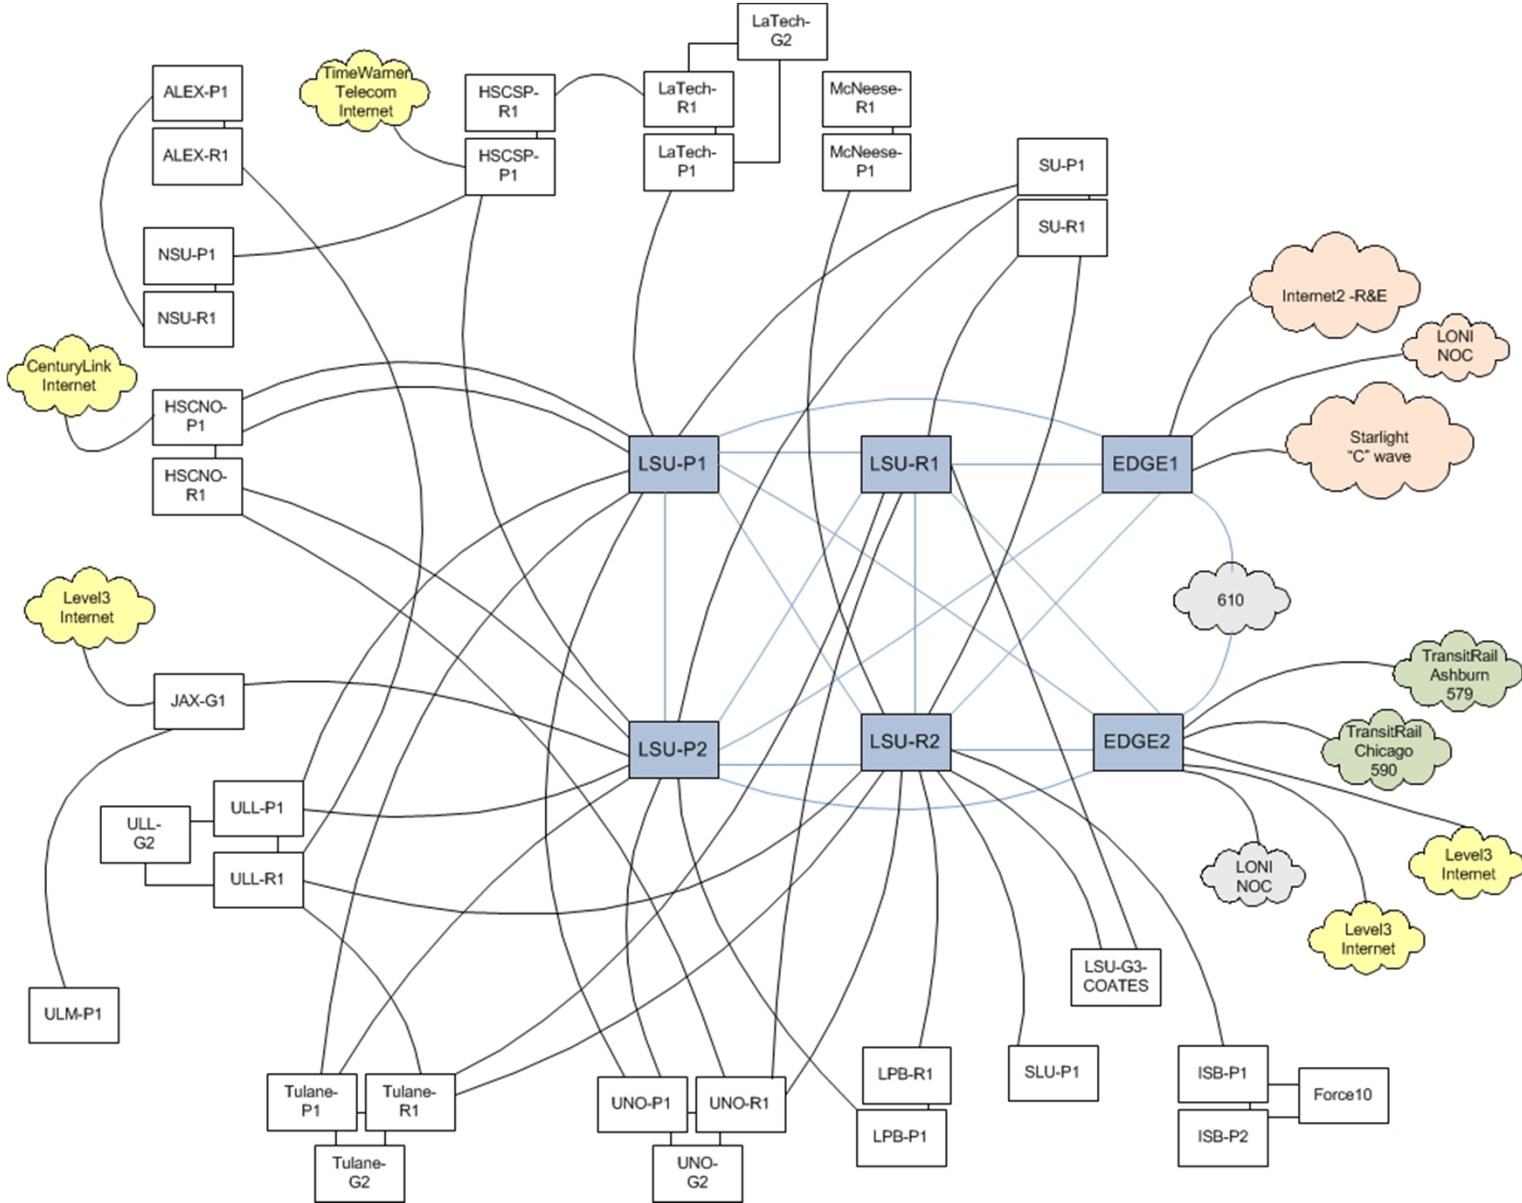 LaTech-
G2
ALEX-P1
TimeWarner
Telecom
Internet
HSCSP-
R1
LaTech-
R1
McNeese-
R1
ALEX-R1
HSCSP-
P1
LaTech-
P1
McNeese-
P1
SU-P1
SU-R1
NSU-P1
NSU-R1
Internet2 -R&E
LONI
NOC
CenturyLink
Internet
HSCNO-
P1
HSCNO-
R1
LSU-P1
LSU-R1
EDGE1
Starlight
“C” wave
Level3
Internet
610
JAX-G1
LSU-P2
LSU-R2
EDGE2
TransitRail
Ashburn
579
TransitRail
Chicago
590
ULL-P1
ULL-
G2
ULL-R1
LONI
NOC
Level3
Internet
Level3
Internet
LSU-G3-
COATES
ULM-P1
Tulane-
P1
Tulane-
R1
Tulane-
G2
UNO-P1
UNO-R1
UNO-
G2
LPB-R1
LPB-P1
SLU-P1
ISB-P1
ISB-P2
Force10